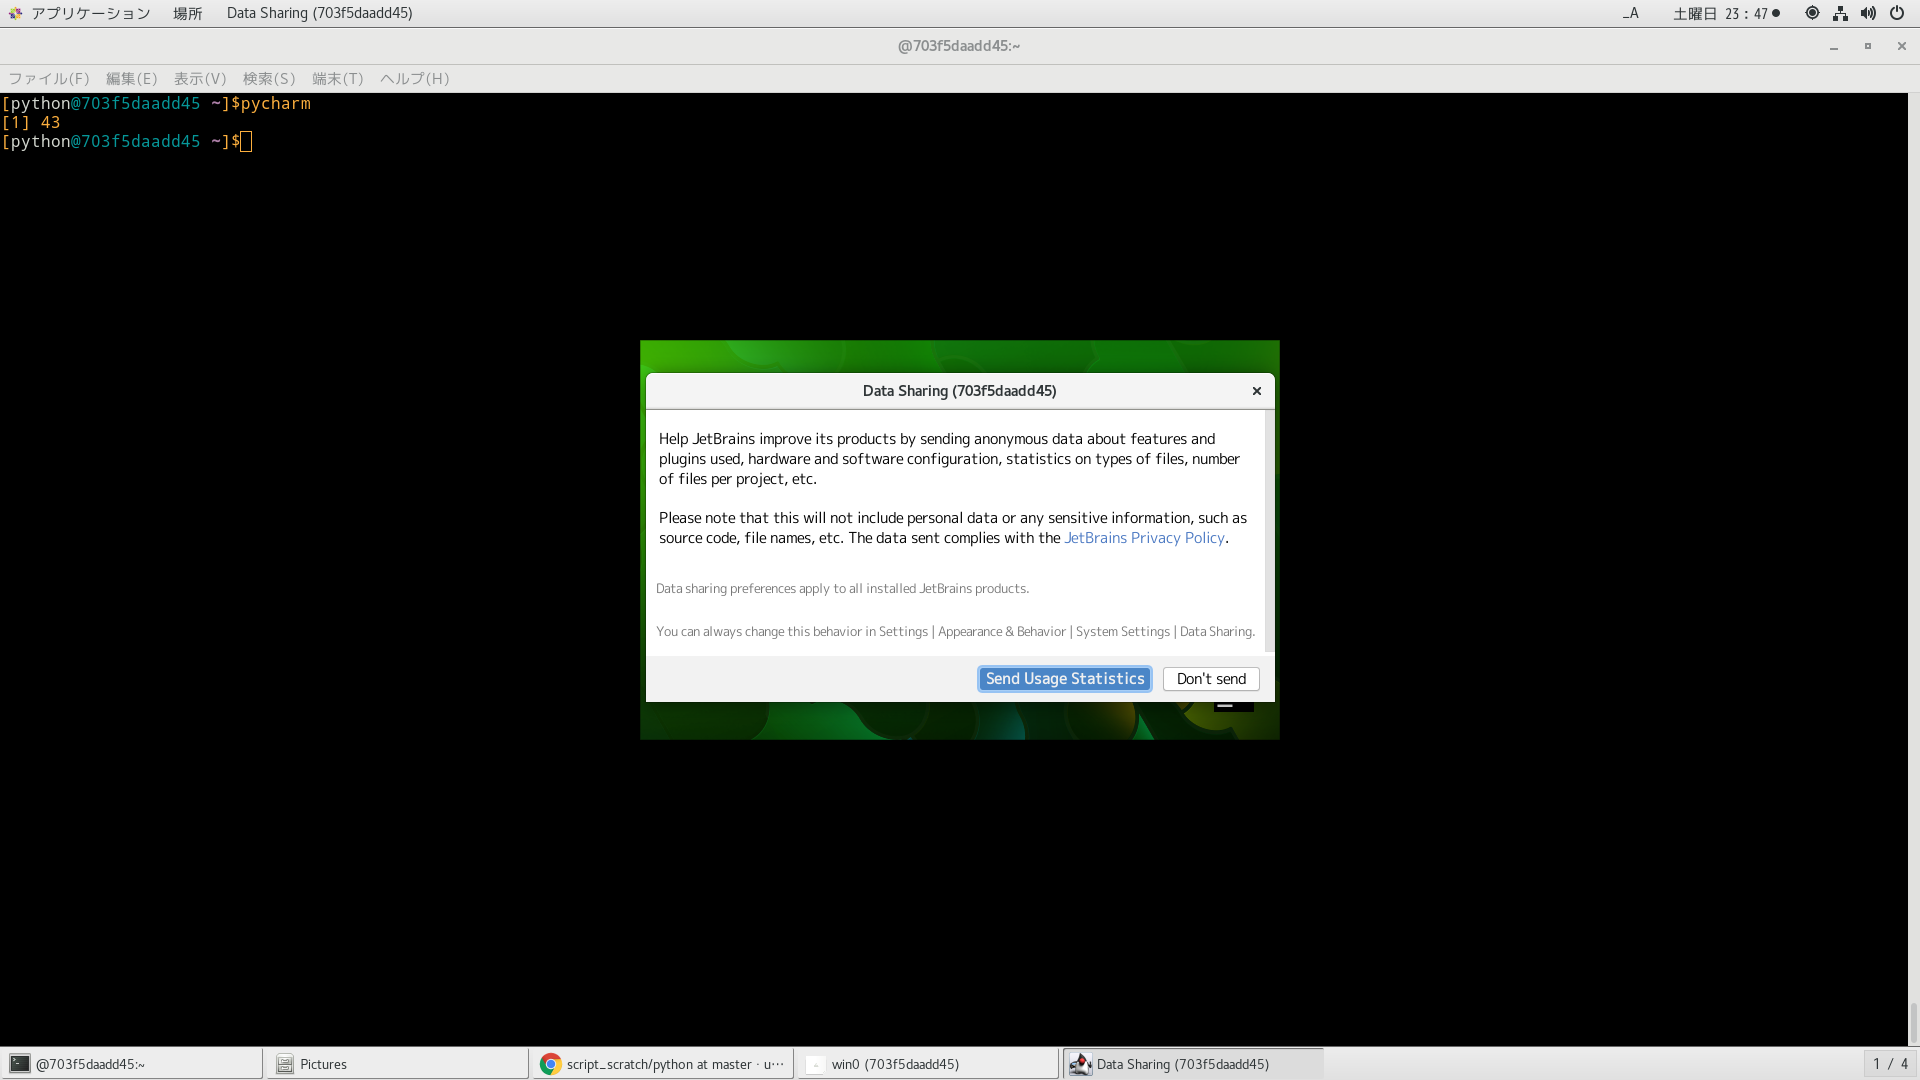 アプリケーション 場所 Data Sharing (703f5daadd45) _A 土曜日 23：47
@703f5daadd45:~
ファイル(F) 編集(E) 表示(V) 検索(S) 端末(T) ヘルプ(H)
[python@703f5daadd45 ~]$pycharm
[1] 43
[python@703f5daadd45 ~]$
Data Sharing (703f5daadd45)
Help JetBrains improve its products by sending anonymous data about features and
plugins used, hardware and software configuration, statistics on types of files, number
of files per project, etc.
Please note that this will not include personal data or any sensitive information, such as
source code, file names, etc. The data sent complies with the JetBrains Privacy Policy.
Data sharing preferences apply to all installed JetBrains products.
You can always change this behavior in Settings | Appearance & Behavior | System Settings | Data Sharing.
Send Usage Statistics Don't send
@703f5daadd45:~ Pictures script_scratch/python at master · u… win0 (703f5daadd45) Data Sharing (703f5daadd45) 1 / 4